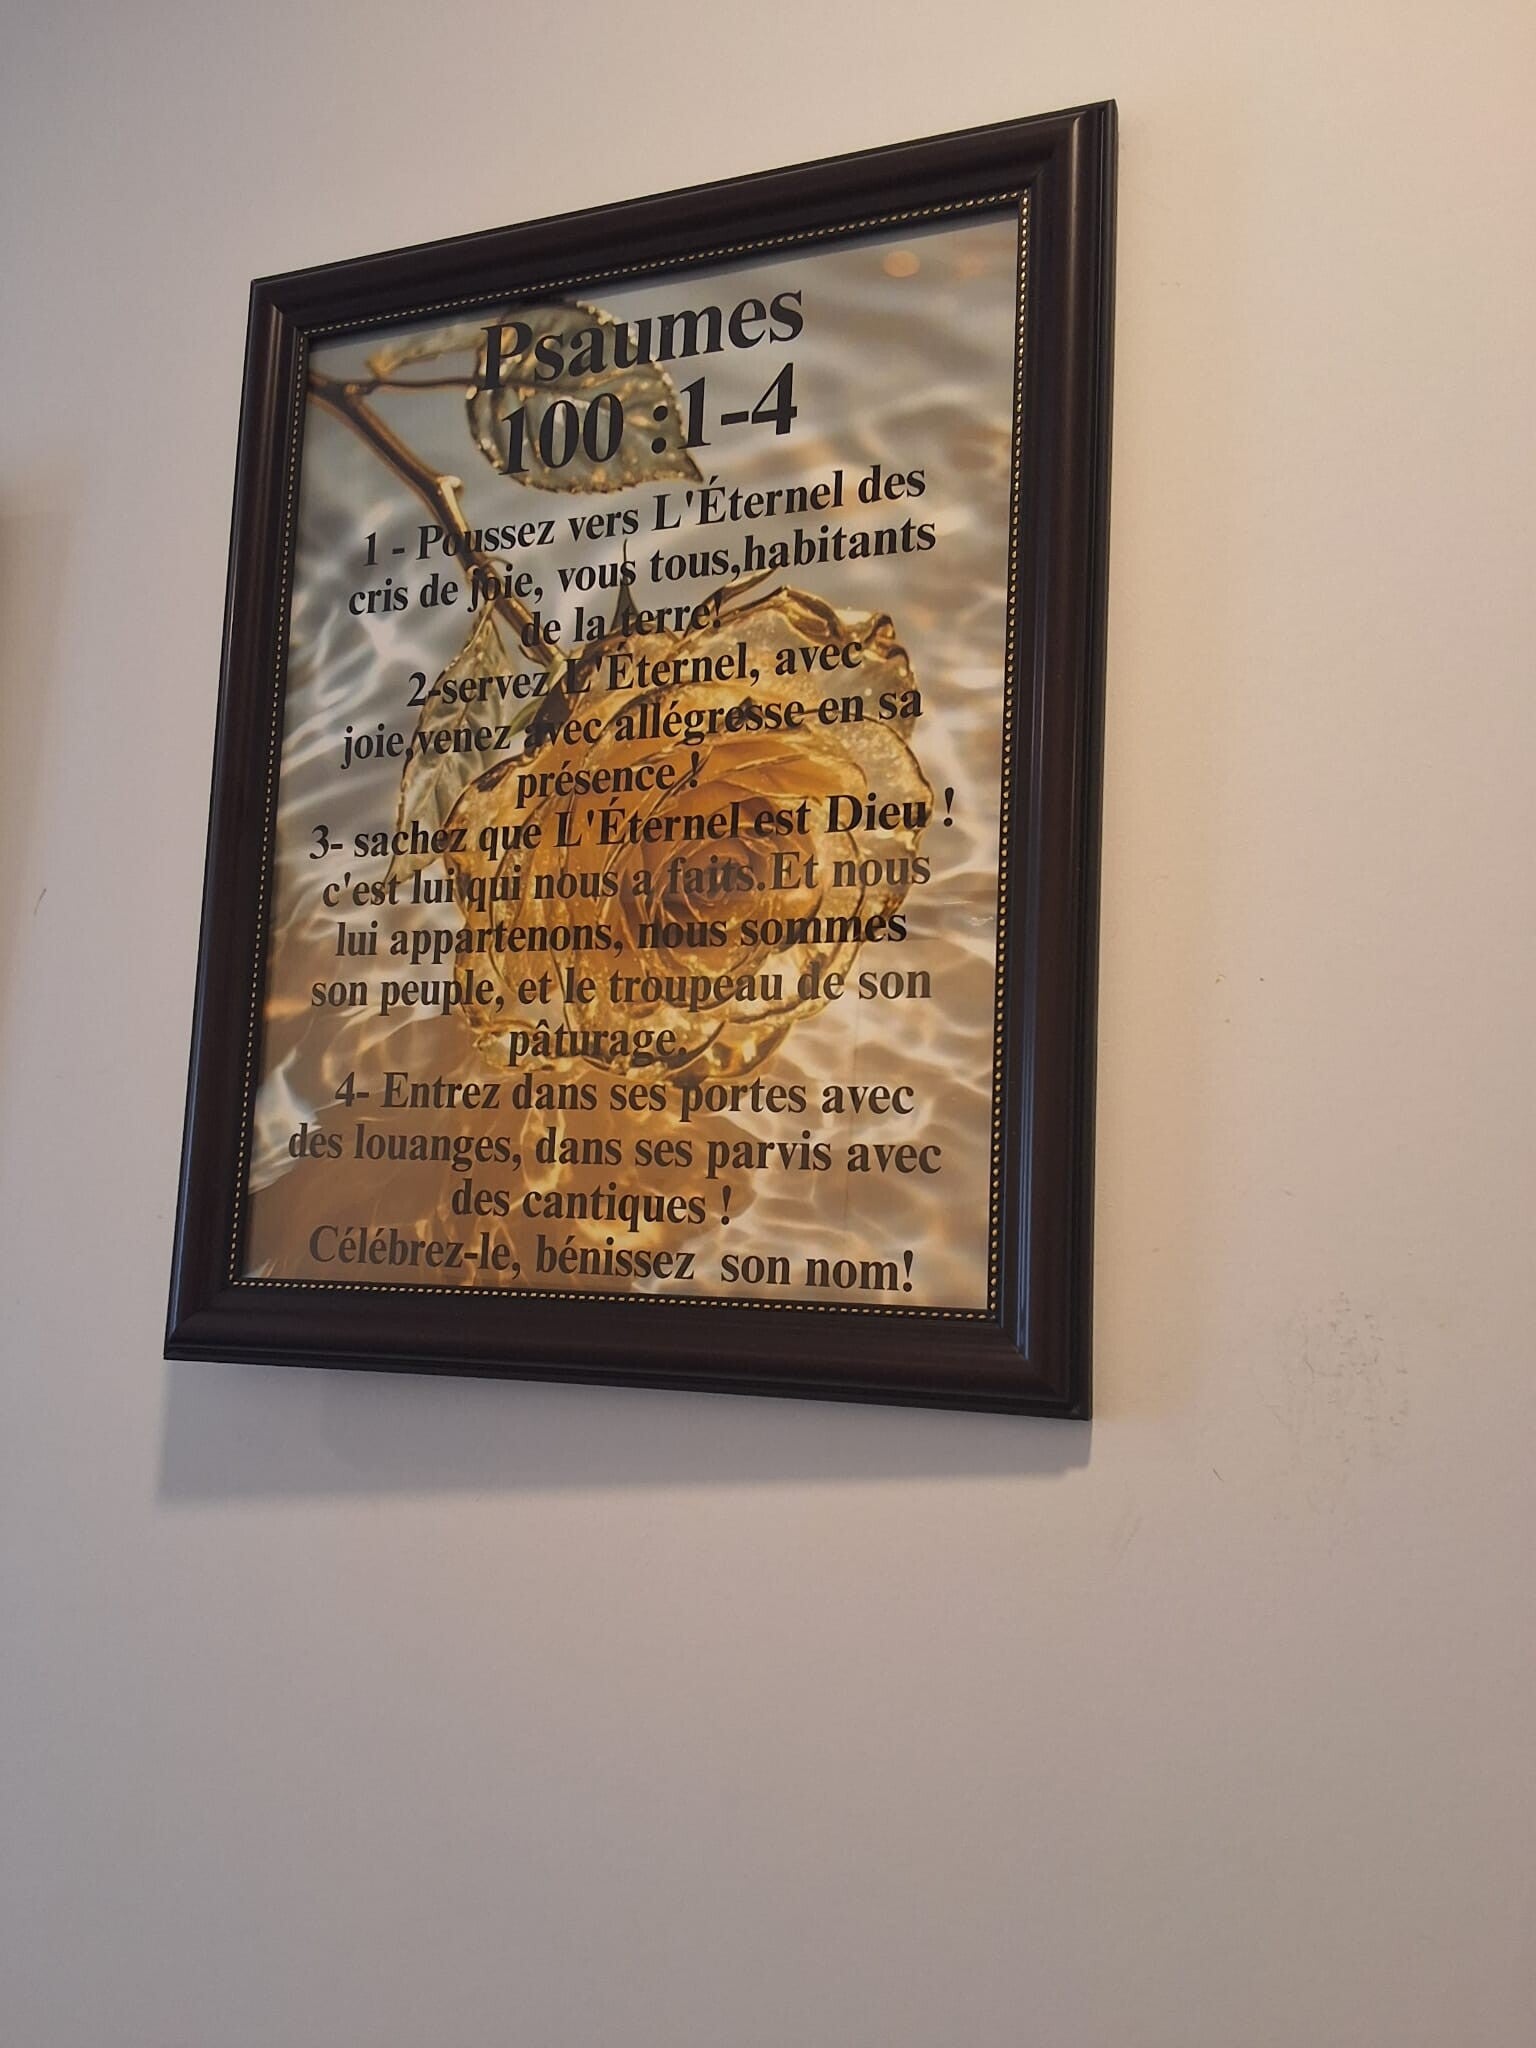 Psaumes
100 :1-4
1 - Poussez vers L'Éternel des
cris de joie, vous tous,habitants
de la terre!
2-servez L'Éternel, avec
joie,venez avec allégresse en sa
présence !
3- sachez que L'Éternel est Dieu !
c'est lui qui nous a faits.Et nous
lui appartenons, nous sommes
son peuple, et le troupeau de son
pâturage.
4- Entrez dans ses portes avec
des louanges, dans ses parvis avec
des cantiques !
Célébrez-le, bénissez son nom!